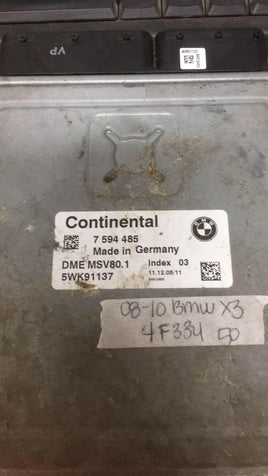 VP
Continental
BMW
7 594 485
Made in Germany
DME MSV80.1 Index 03
5WK91137 11.12.08/11
08-10 Bmw X3
4F334 50